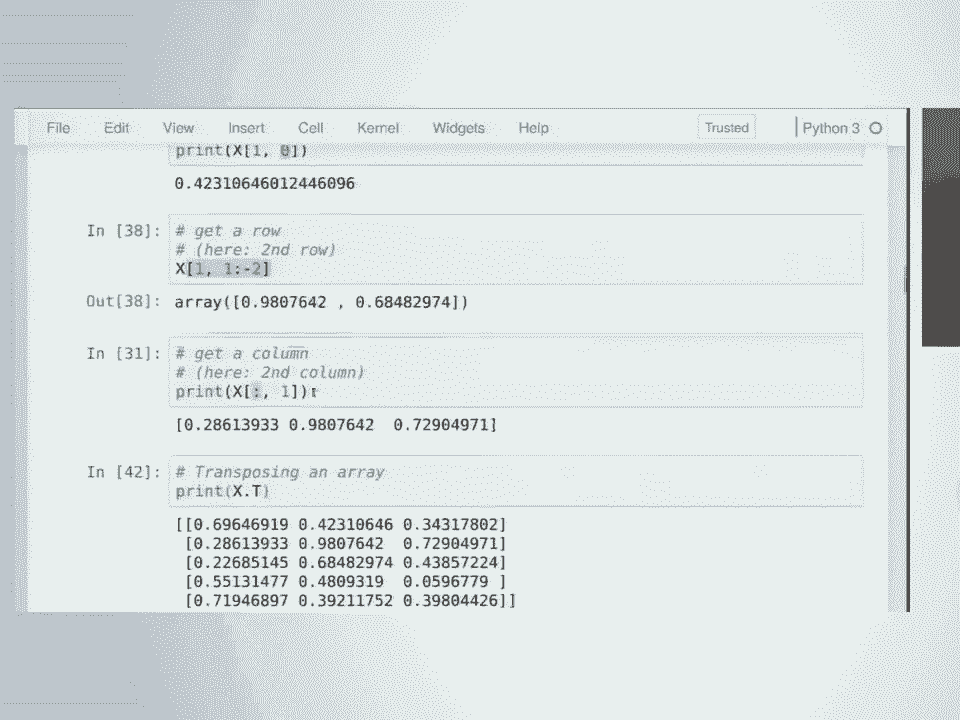 File Edit View Insert Cell Kernel Widgets Help Trusted Python 3
print(X[1, 0])
0.42310646012446096
In [38]: # get a row
# (here: 2nd row)
X[1, 1:-2]
Out[38]: array([0.9807642 , 0.68482974])
In [31]: # get a column
# (here: 2nd column)
print(X[:, 1])
[0.28613933 0.9807642  0.72904971]
In [42]: # Transposing an array
print(X.T)
[[0.69646919 0.42310646 0.34317802]
[0.28613933 0.9807642  0.72904971]
[0.22685145 0.68482974 0.43857224]
[0.55131477 0.4809319  0.0596779 ]
[0.71946897 0.39211752 0.39804426]]